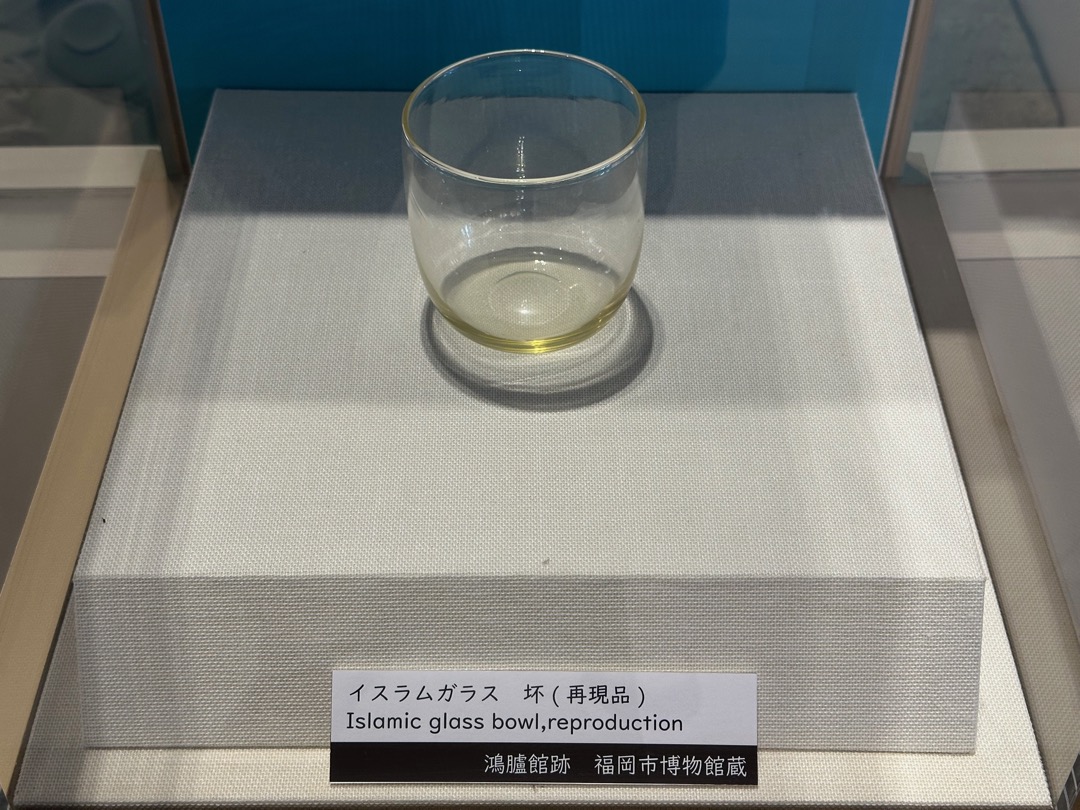 イスラムガラス　坏(再現品)
Islamic glass bowl,reproduction
鴻臚館跡　福岡市博物館蔵